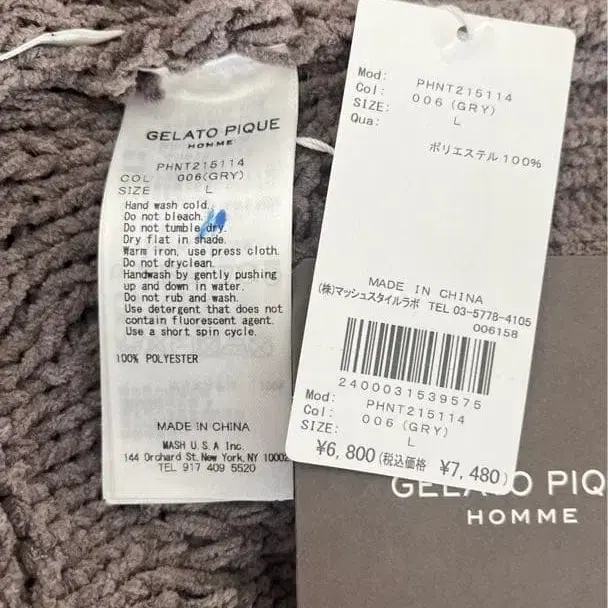 GELATO PIQUE
HOMME
PHNT215114
COL 006(GRY)
SIZE L
Hand wash cold.
Do not bleach.
Do not tumble dry.
Dry flat in shade.
Warm iron, use press cloth.
Do not dryclean.
Handwash by gently pushing
up and down in water.
Do not rub and wash.
Use detergent that does not
contain fluorescent agent.
Use a short spin cycle.
100% POLYESTER
MADE IN CHINA
MASH U.S.A Inc.
144 Orchard St. New York, NY 1000
TEL 917 409 5520
Mod: PHNT215114
Col: 006 (GRY)
SIZE: L
Qua:
ポリエステル 100%
MADE IN CHINA
(株)マッシュスタイルラボ TEL 03-5778-4105
006158
2400031539575
Mod: PHNT215114
Col: 006 (GRY)
SIZE: L
¥6,800(税込価格 ¥7,480)
GELATO PIQ
HOMME